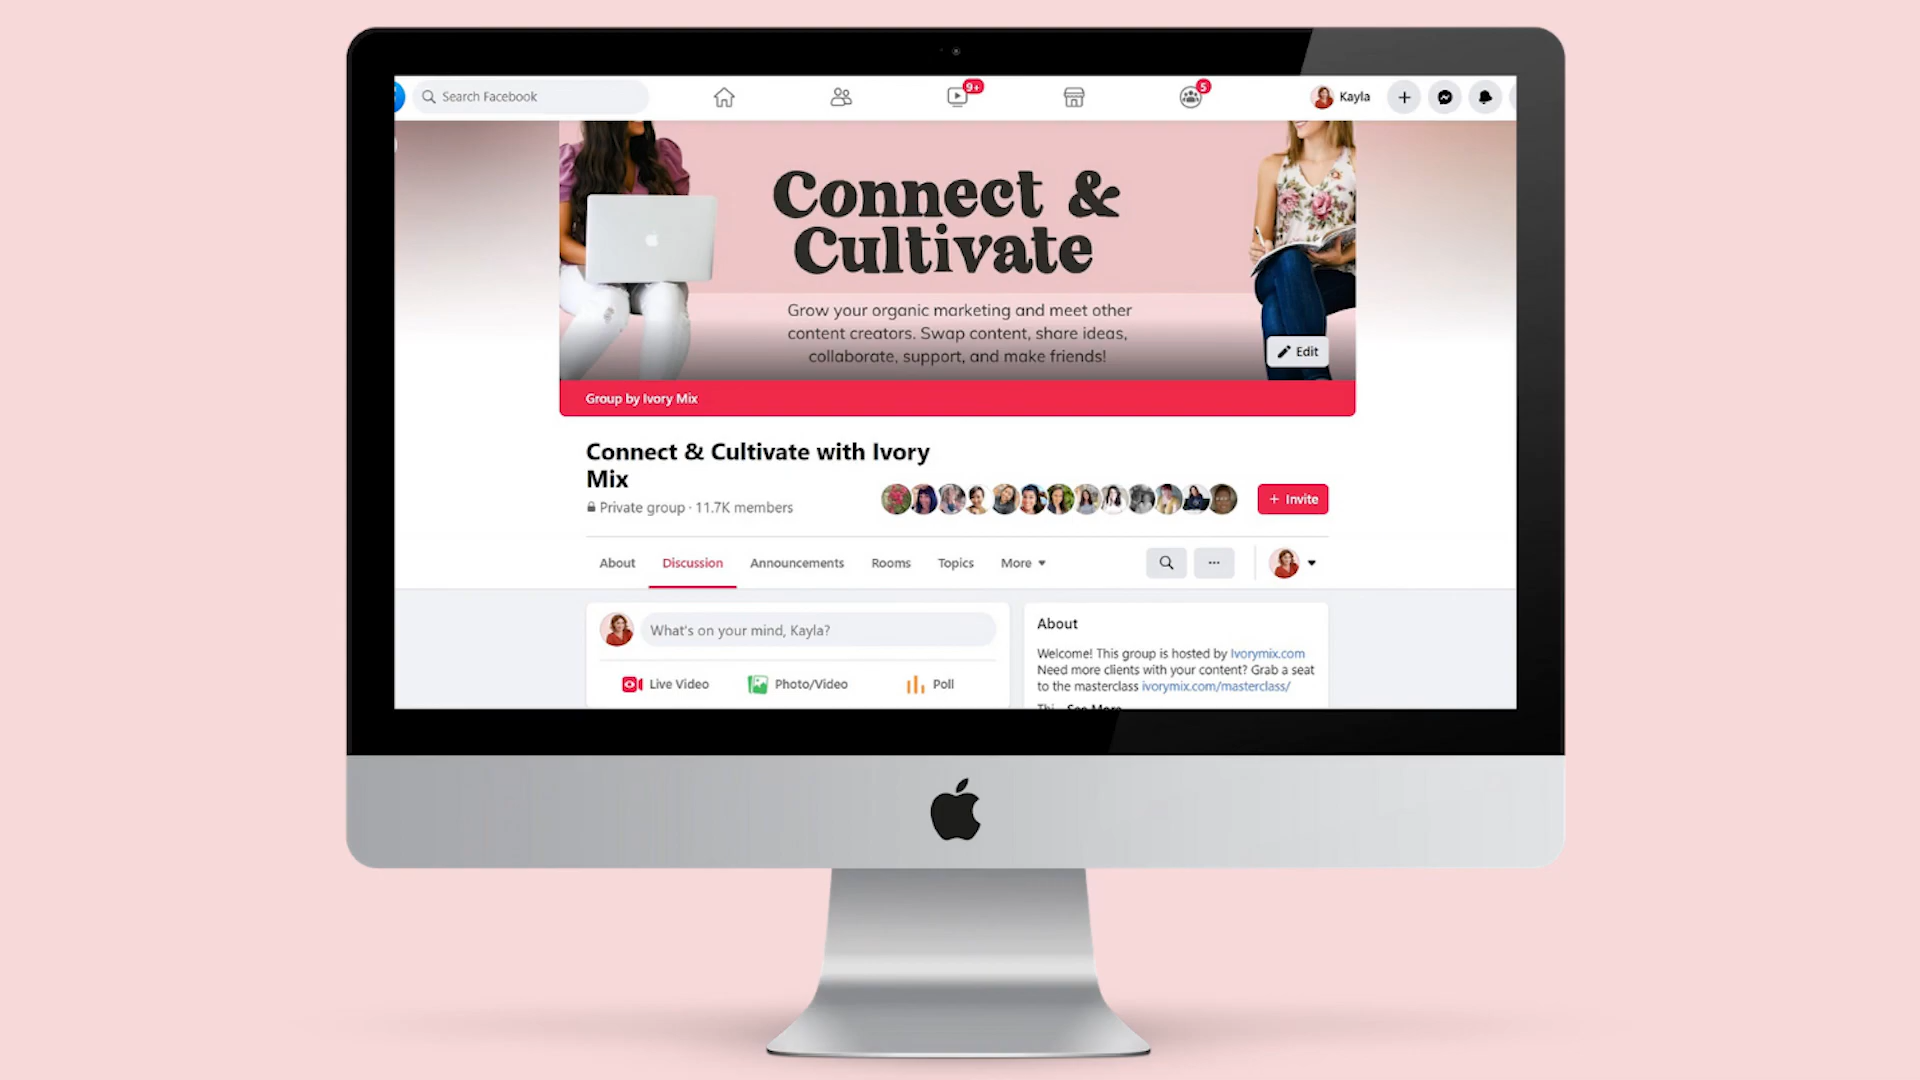 Search Facebook
9+
5
Kayla
Connect &
Cultivate
Grow your organic marketing and meet other
content creators. Swap content, share ideas,
collaborate, support, and make friends!
Edit
Group by Ivory Mix
Connect & Cultivate with Ivory
Mix
Private group · 11.7K members
+ Invite
About
Discussion
Announcements
Rooms
Topics
More
What's on your mind, Kayla?
Live Video
Photo/Video
Poll
About
Welcome! This group is hosted by Ivorymix.com
Need more clients with your content? Grab a seat
to the masterclass ivorymix.com/masterclass/
See More